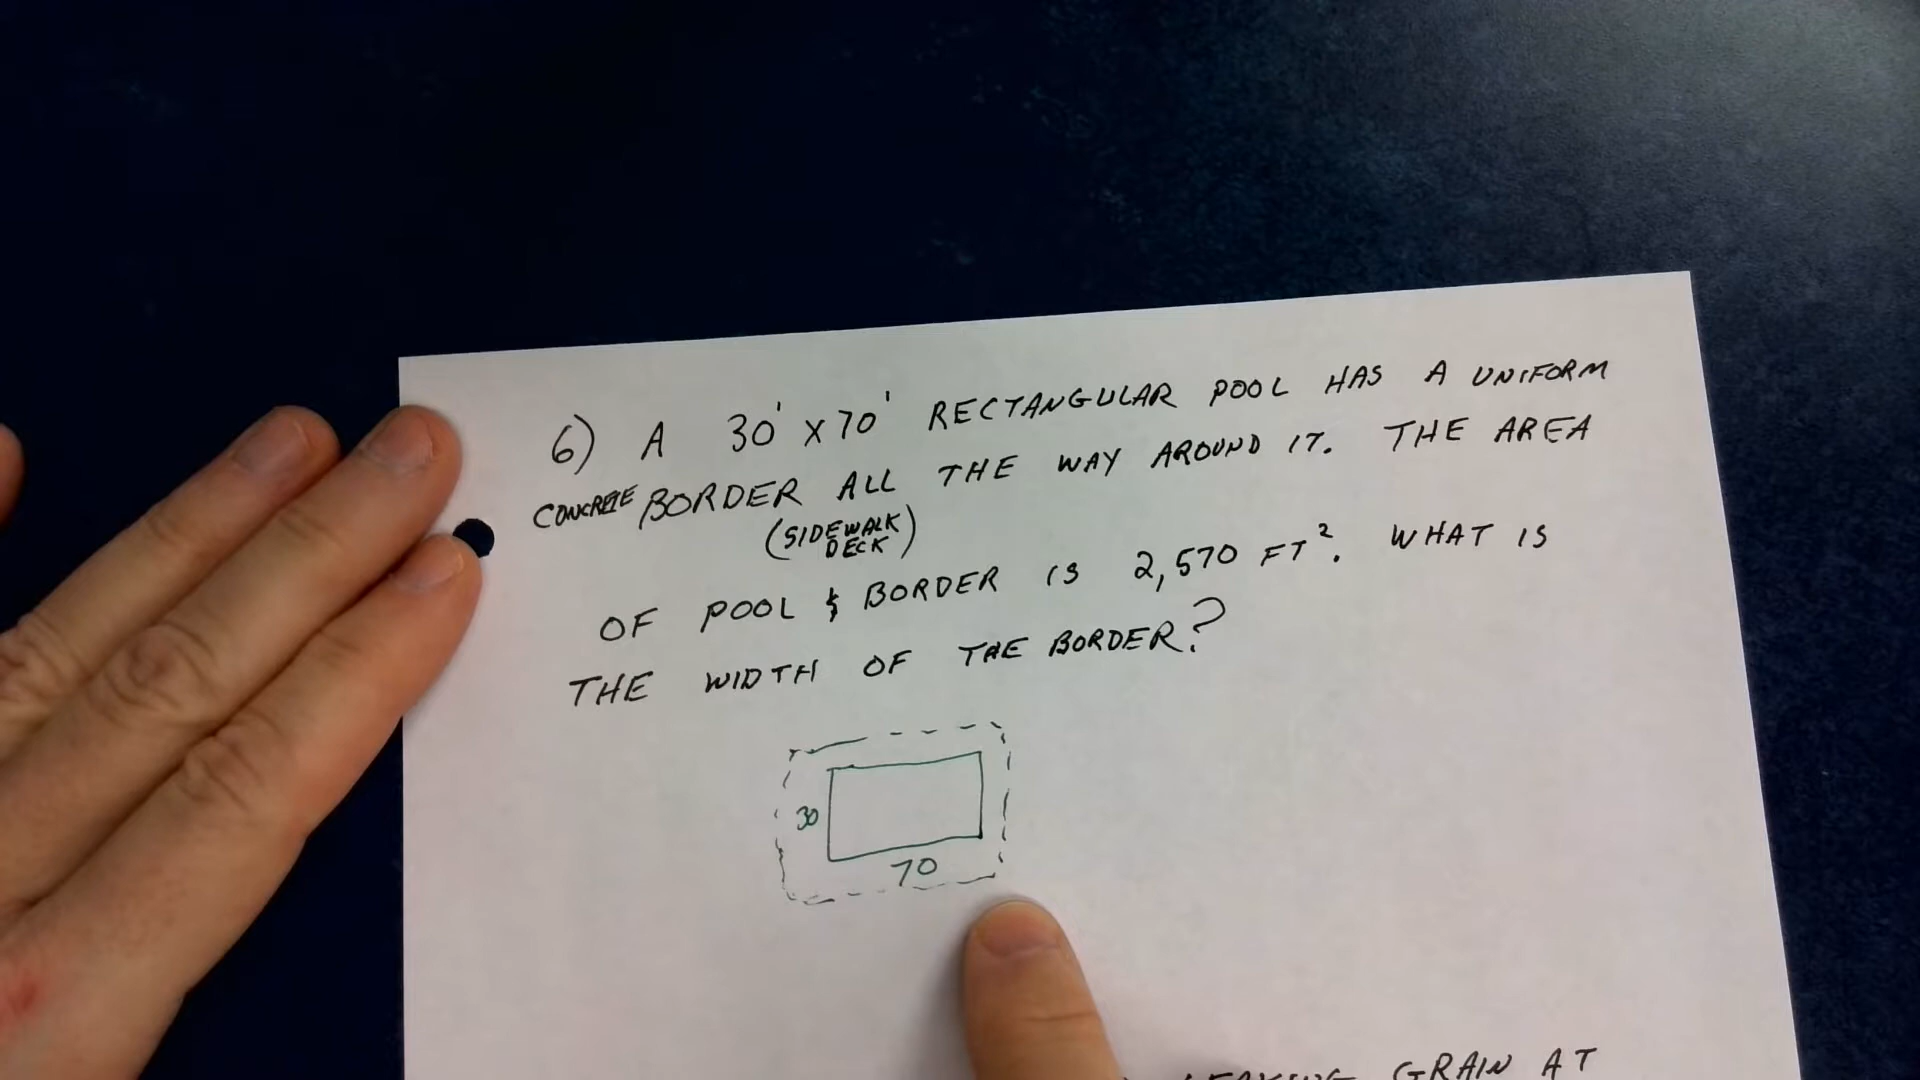 6) A 30' X 70' RECTANGULAR POOL HAS A UNIFORM
CONCRETE BORDER ALL THE WAY AROUND IT. THE AREA
(SIDEWALK
DECK)
OF POOL & BORDER IS 2,570 FT². WHAT IS
THE WIDTH OF THE BORDER?
30
70
GRAIN AT